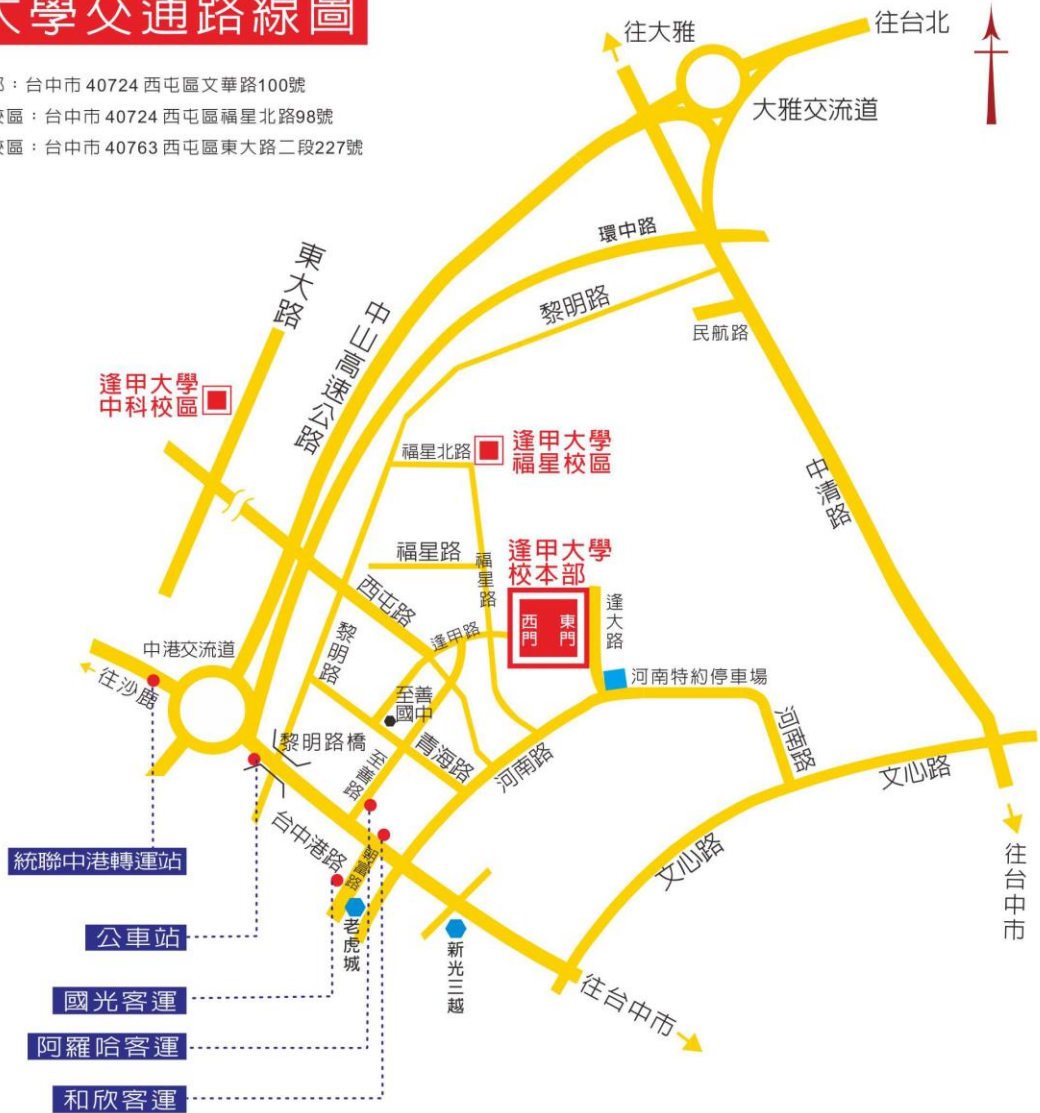 大學交通路線圖
：台中市 40724 西屯區文華路100號
區：台中市 40724 西屯區福星北路98號
區：台中市 40763 西屯區東大路二段227號
往大雅
往台北
大雅交流道
環中路
東大路
中山高速公路
黎明路
民航路
逢甲大學
中科校區
福星北路
逢甲大學
福星校區
中清路
福星路
福星路
逢甲大學
校本部
西門
東門
逢大路
西屯路
逢甲路
黎明路
中港交流道
往沙鹿
河南特約停車場
至善
國中
黎明路橋
青海路
河南路
河南路
至善路
文心路
台中港路
朝富路
文心路
往台中市
統聯中港轉運站
公車站
老虎城
新光三越
國光客運
往台中市
阿羅哈客運
和欣客運